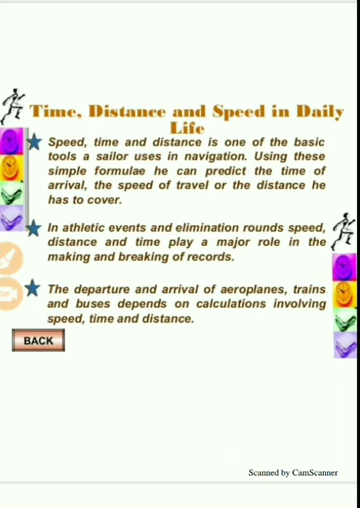 Time, Distance and Speed in Daily
Life
Speed, time and distance is one of the basic
tools a sailor uses in navigation. Using these
simple formulae he can predict the time of
arrival, the speed of travel or the distance he
has to cover.
In athletic events and elimination rounds speed,
distance and time play a major role in the
making and breaking of records.
The departure and arrival of aeroplanes, trains
and buses depends on calculations involving
speed, time and distance.
BACK
Scanned by CamScanner